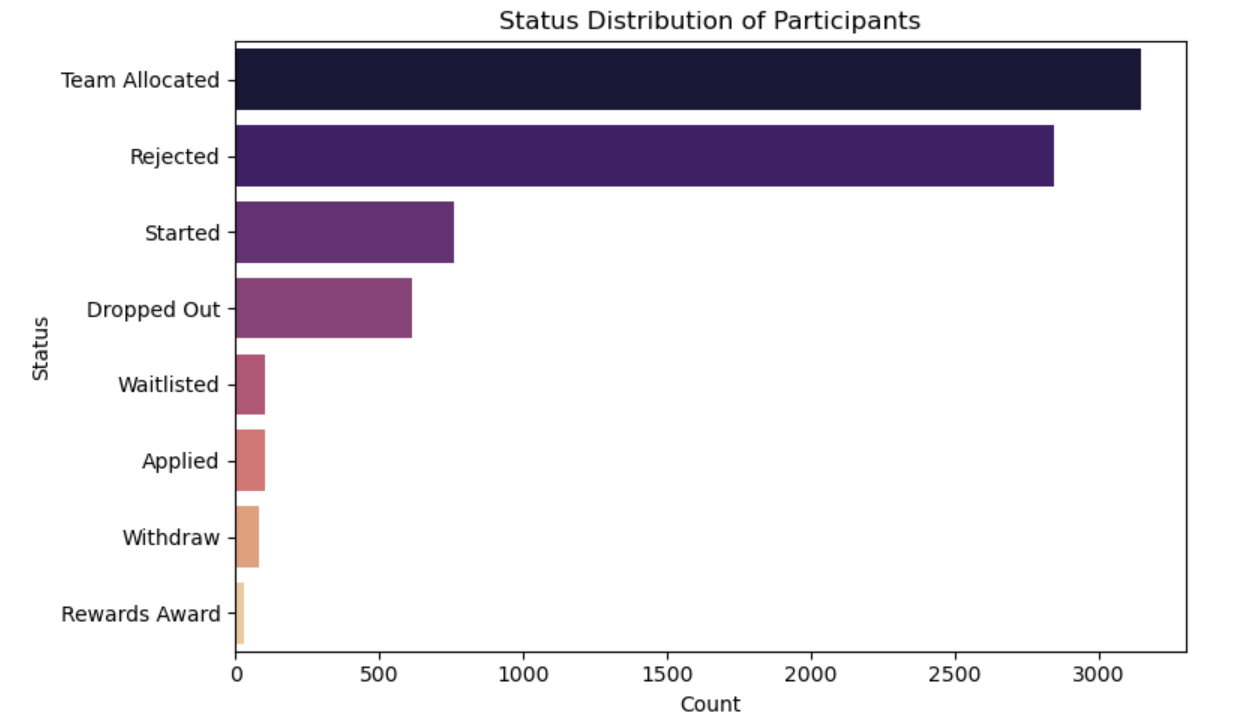 Status Distribution of Participants
Team Allocated
Rejected
Started
Dropped Out
Waitlisted
Applied
Withdraw
Rewards Award
Status
0 500 1000 1500 2000 2500 3000
Count